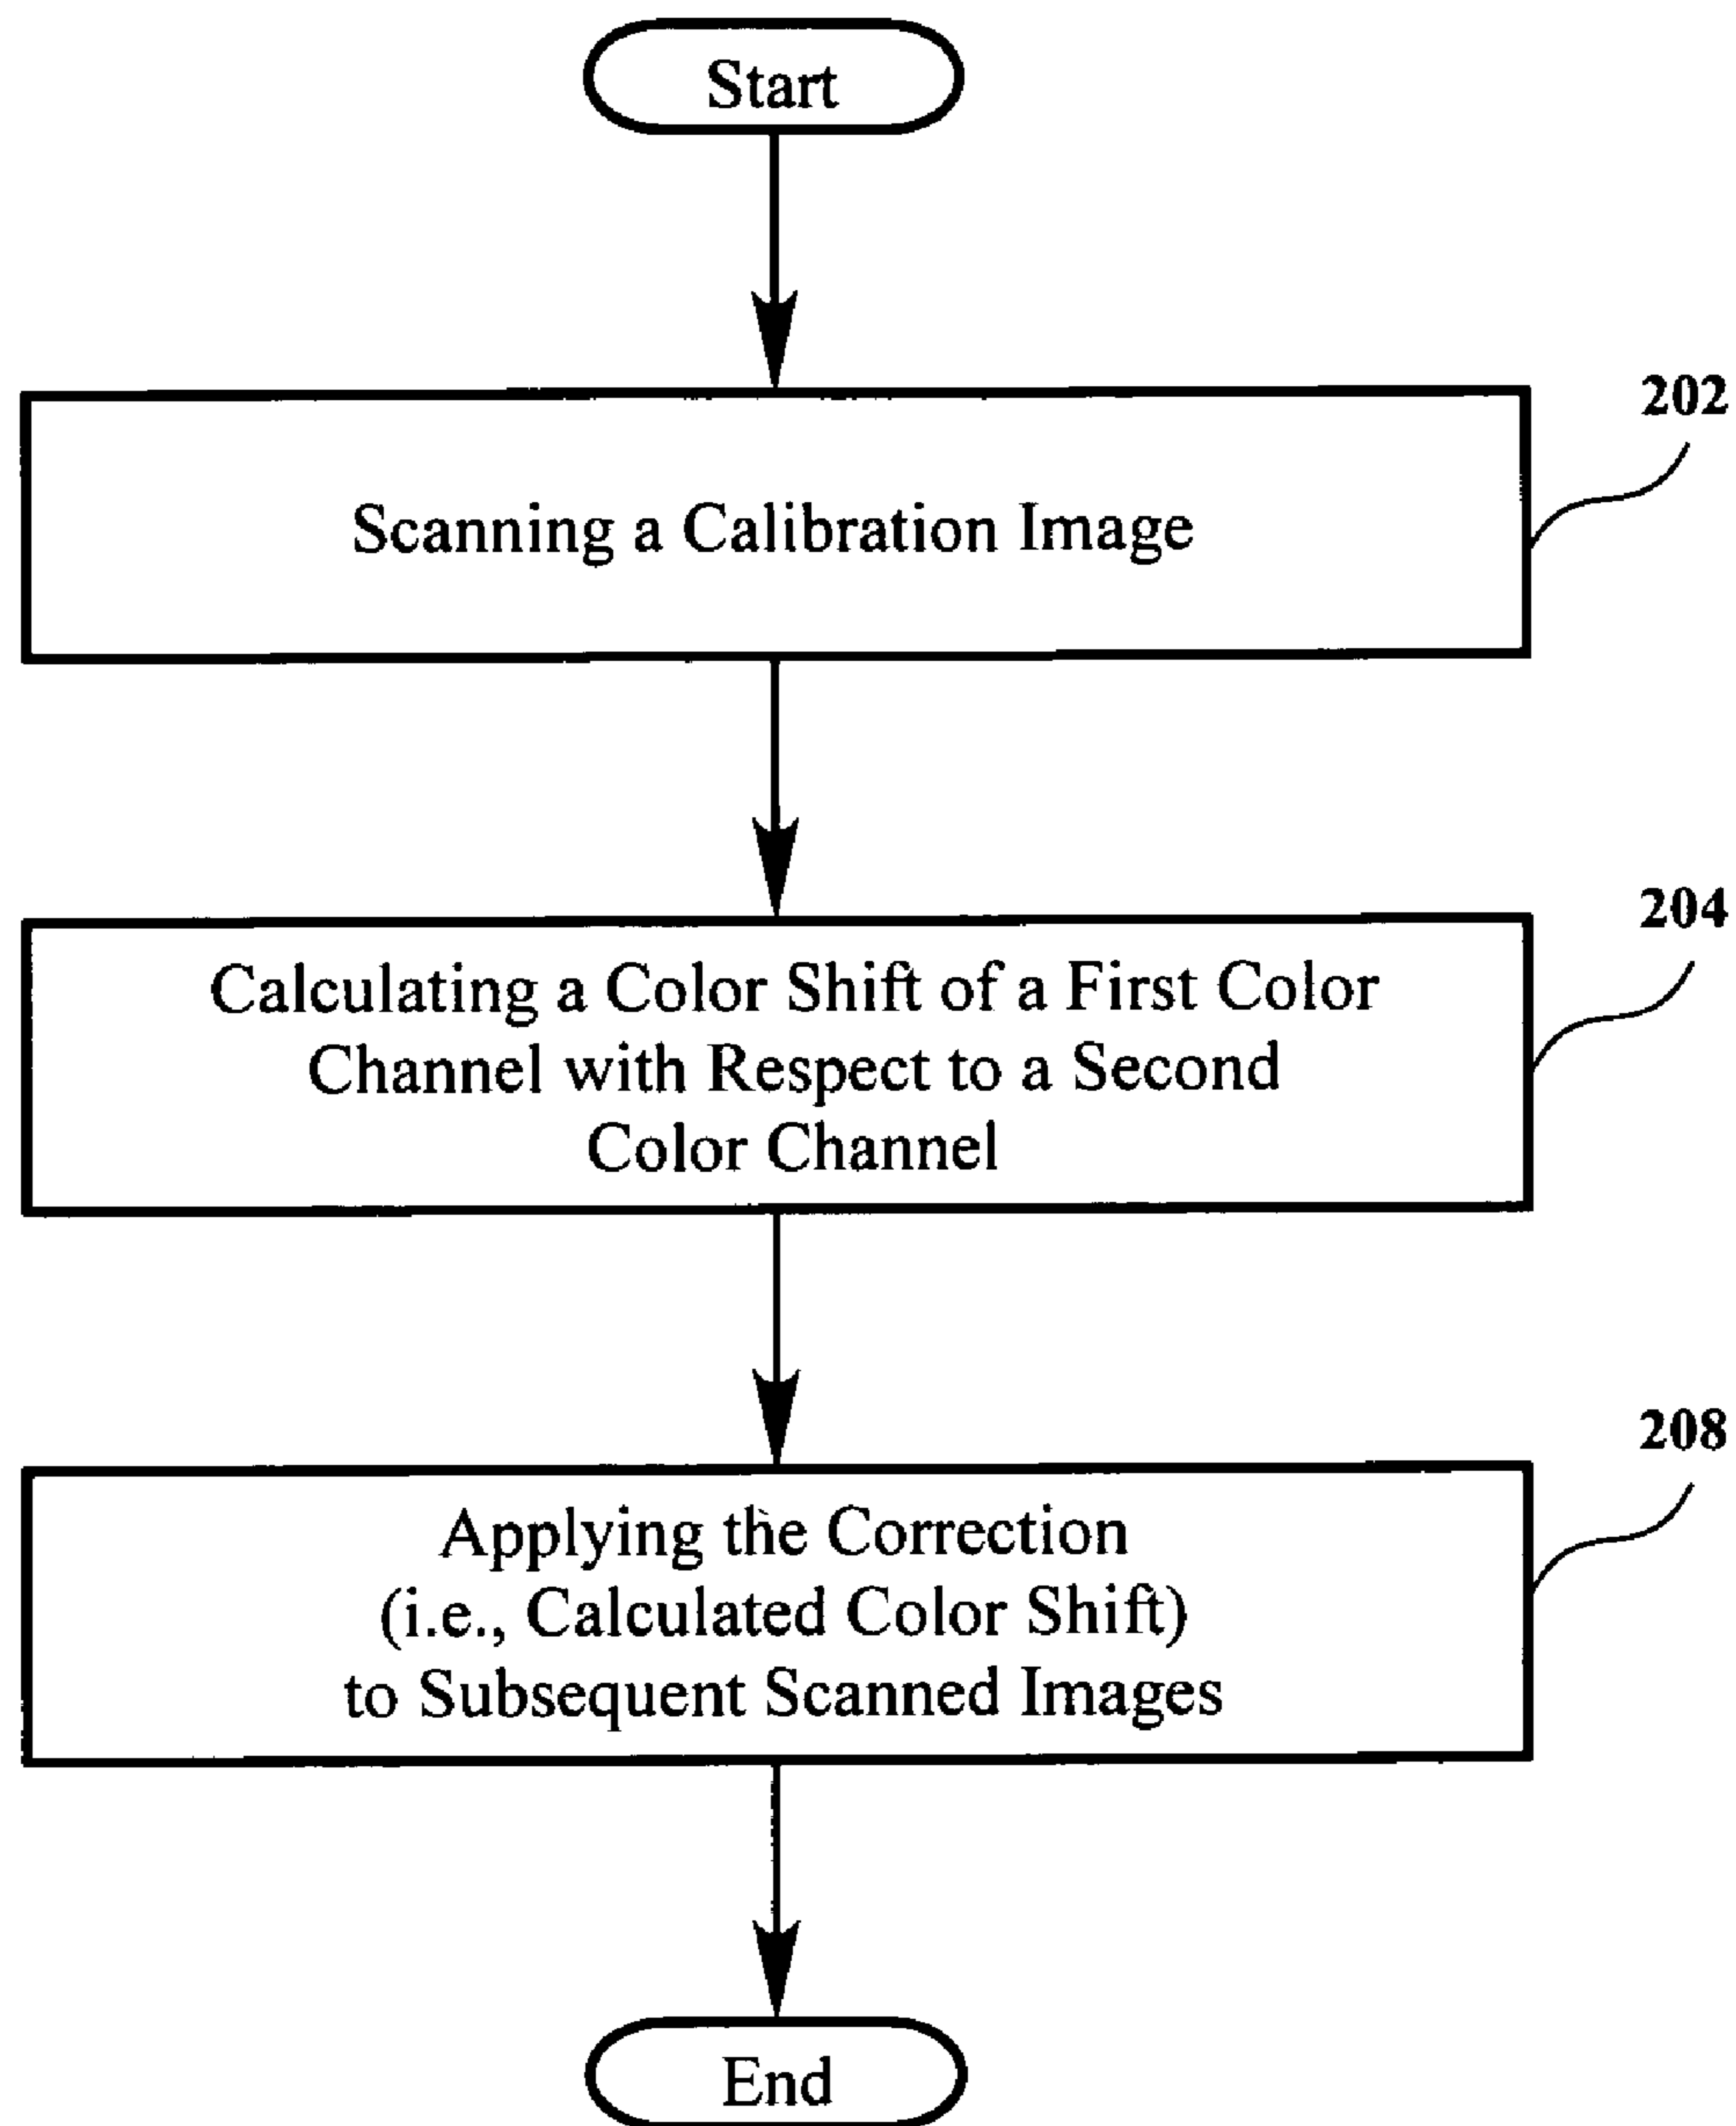 Start
202
Scanning a Calibration Image
204
Calculating a Color Shift of a First Color
Channel with Respect to a Second
Color Channel
208
Applying the Correction
(i.e., Calculated Color Shift)
to Subsequent Scanned Images
End